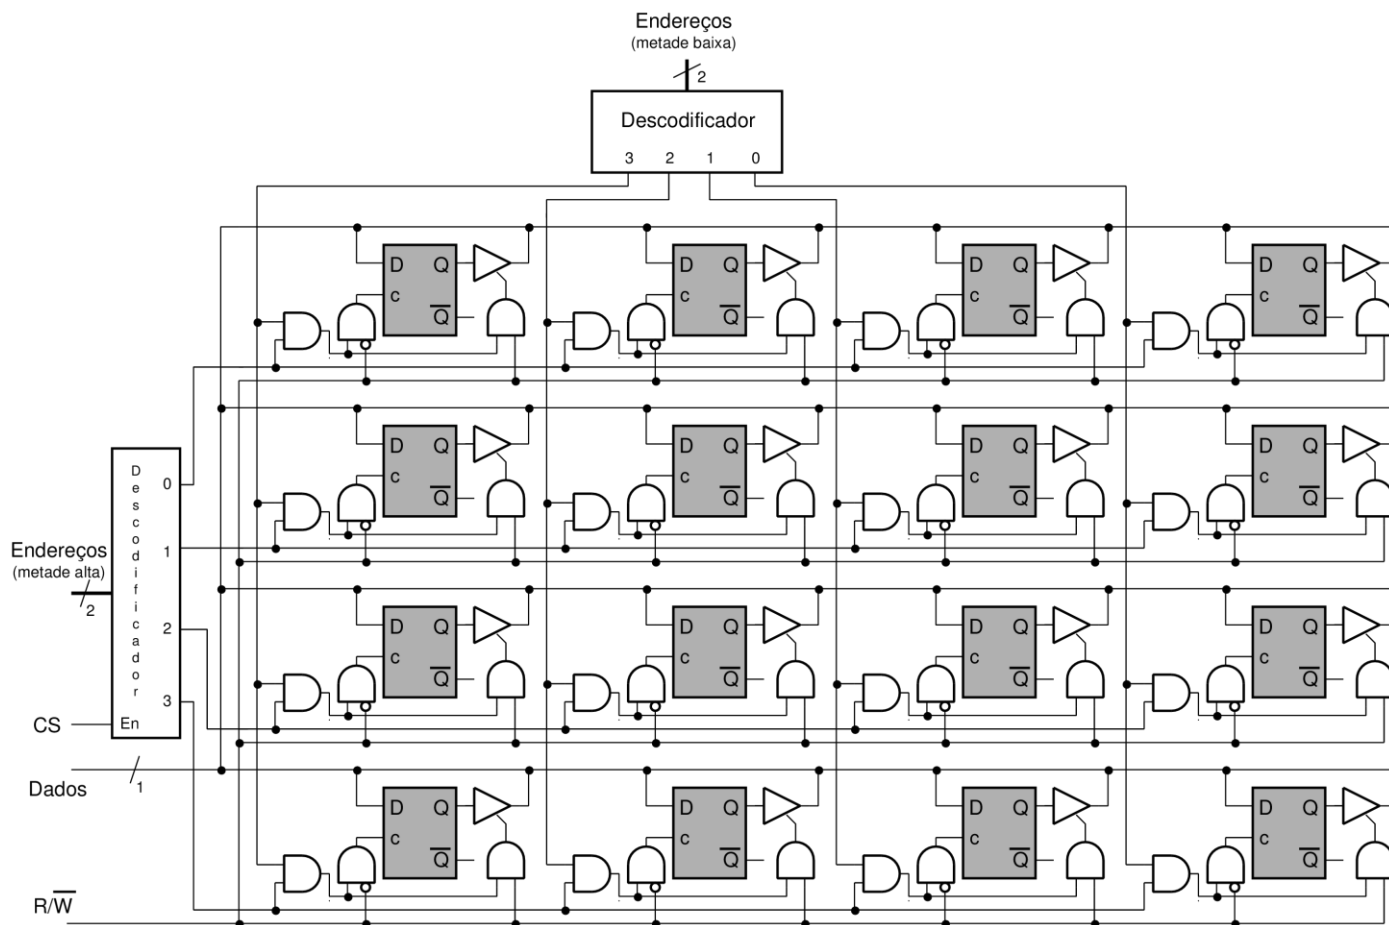 Endereços
(metade baixa)
2
Descodificador
3 2 1 0
D Q D Q D Q D Q
c c c c
Q Q Q Q
D Q D Q D Q D Q
c c c c
Q Q Q Q
Descodificador
0
1
2
3
En
Endereços
(metade alta)
2
D Q D Q D Q D Q
c c c c
Q Q Q Q
CS
Dados
1
D Q D Q D Q D Q
c c c c
Q Q Q Q
R/W